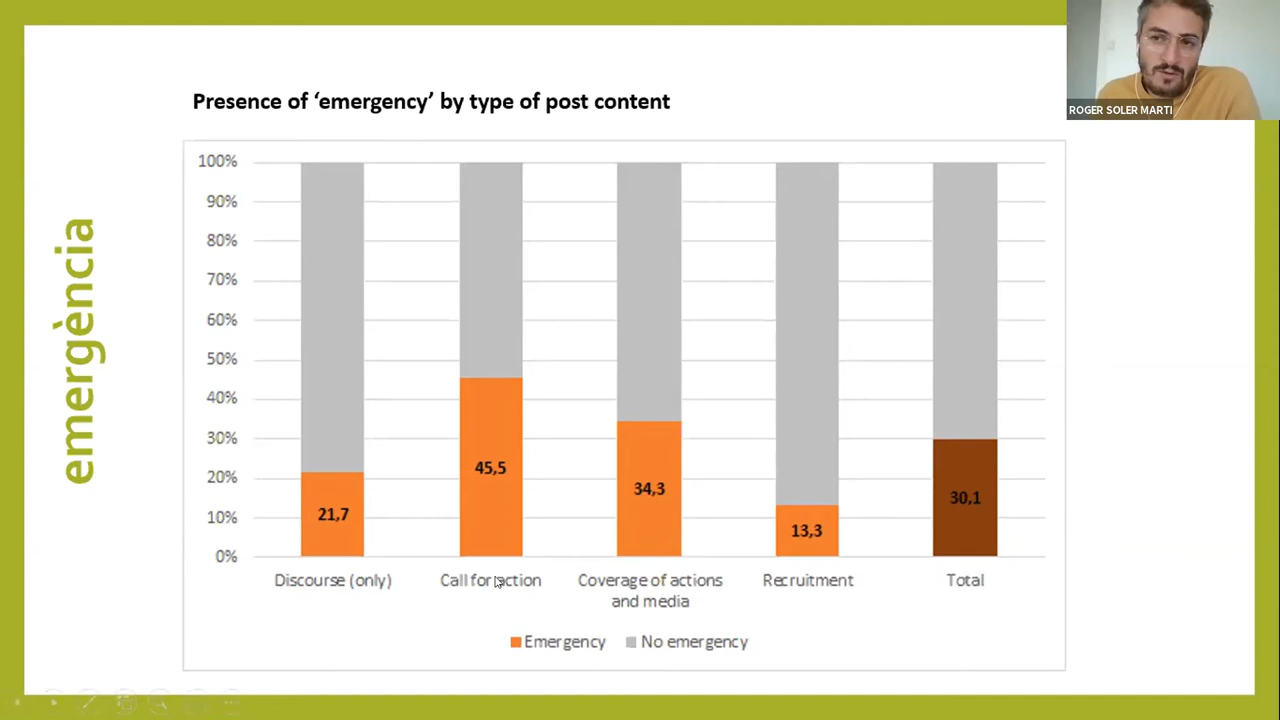 Presence of ‘emergency’ by type of post content
ROGER SOLER MARTI
emergència
100%
90%
80%
70%
60%
50%
40%
30%
20%
10%
0%
21,7
45,5
34,3
13,3
30,1
Discourse (only)
Call for action
Coverage of actions
and media
Recruitment
Total
Emergency
No emergency